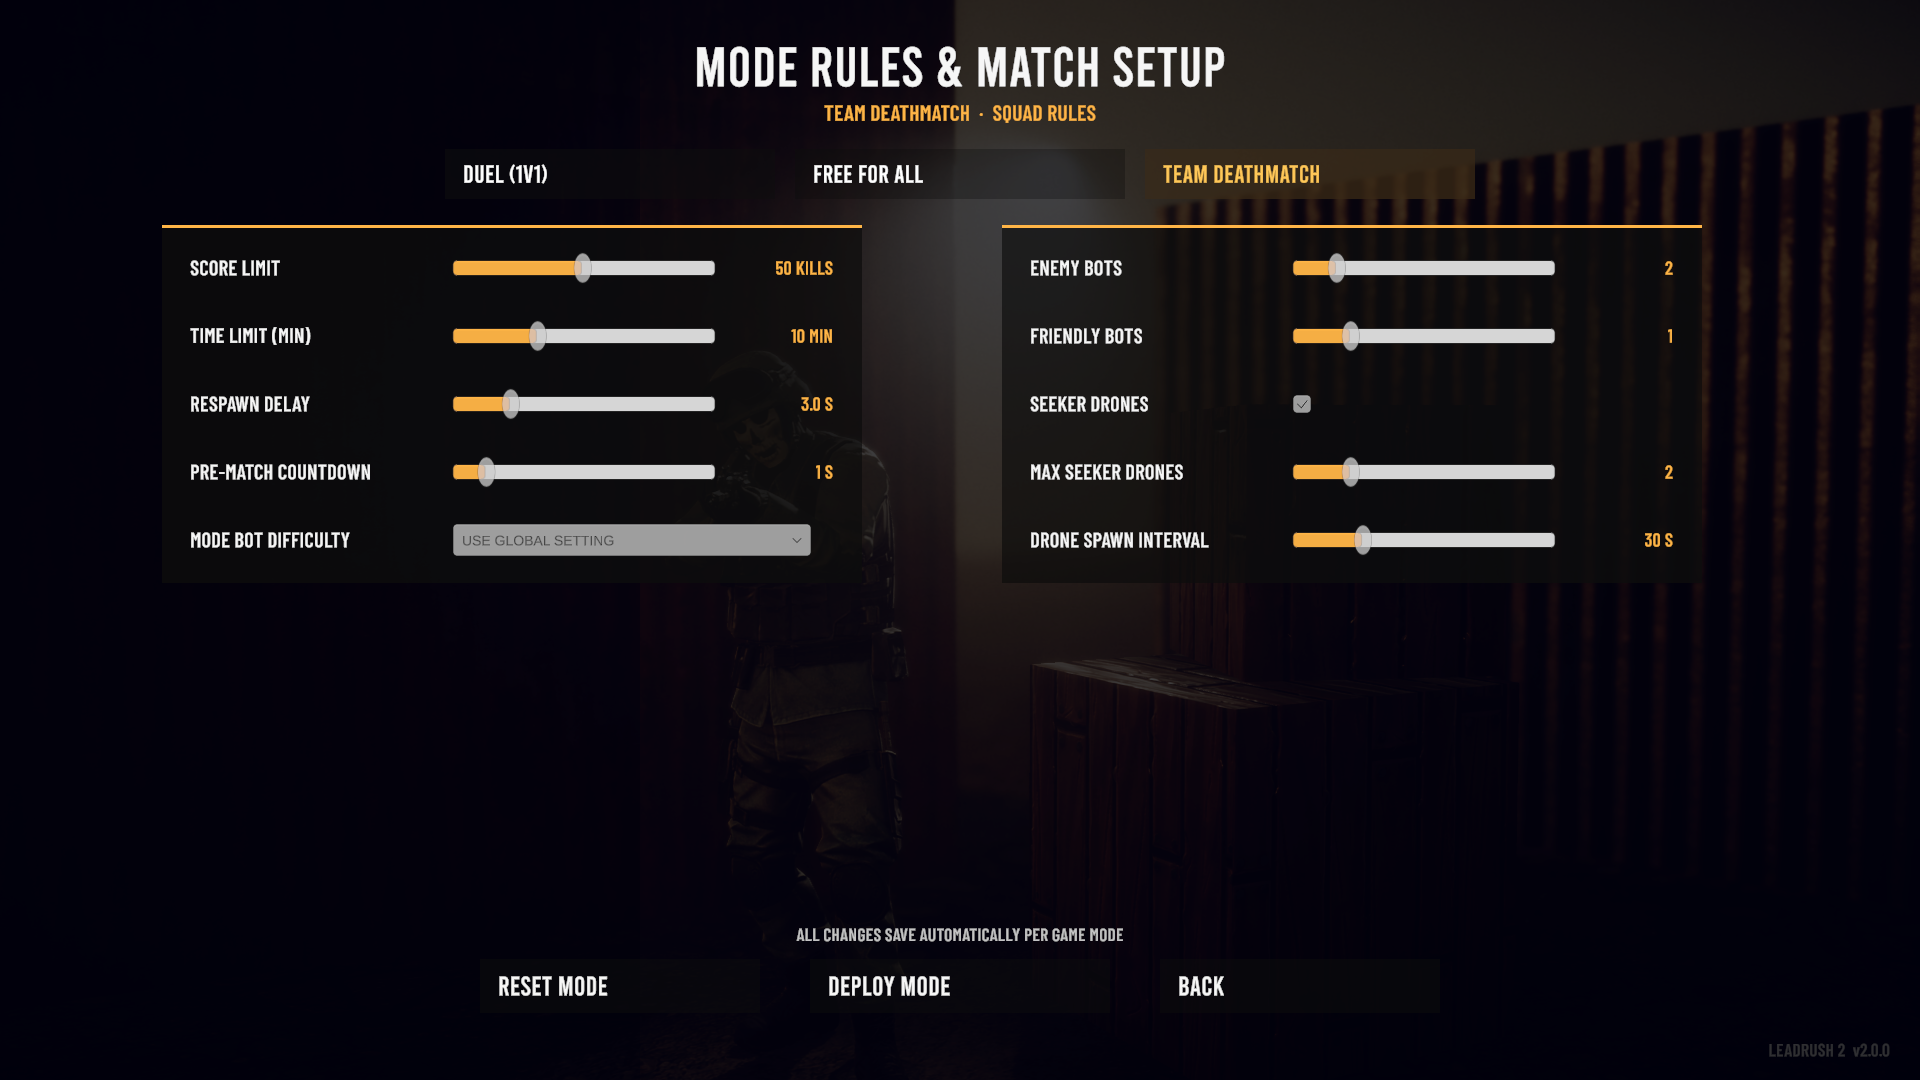 MODE RULES & MATCH SETUP
TEAM DEATHMATCH · SQUAD RULES
DUEL (1V1)
FREE FOR ALL
TEAM DEATHMATCH
SCORE LIMIT 50 KILLS
TIME LIMIT (MIN) 10 MIN
RESPAWN DELAY 3.0 S
PRE-MATCH COUNTDOWN 1 S
MODE BOT DIFFICULTY USE GLOBAL SETTING
ENEMY BOTS 2
FRIENDLY BOTS 1
SEEKER DRONES
MAX SEEKER DRONES 2
DRONE SPAWN INTERVAL 30 S
ALL CHANGES SAVE AUTOMATICALLY PER GAME MODE
RESET MODE
DEPLOY MODE
BACK
LEADRUSH 2 v2.0.0